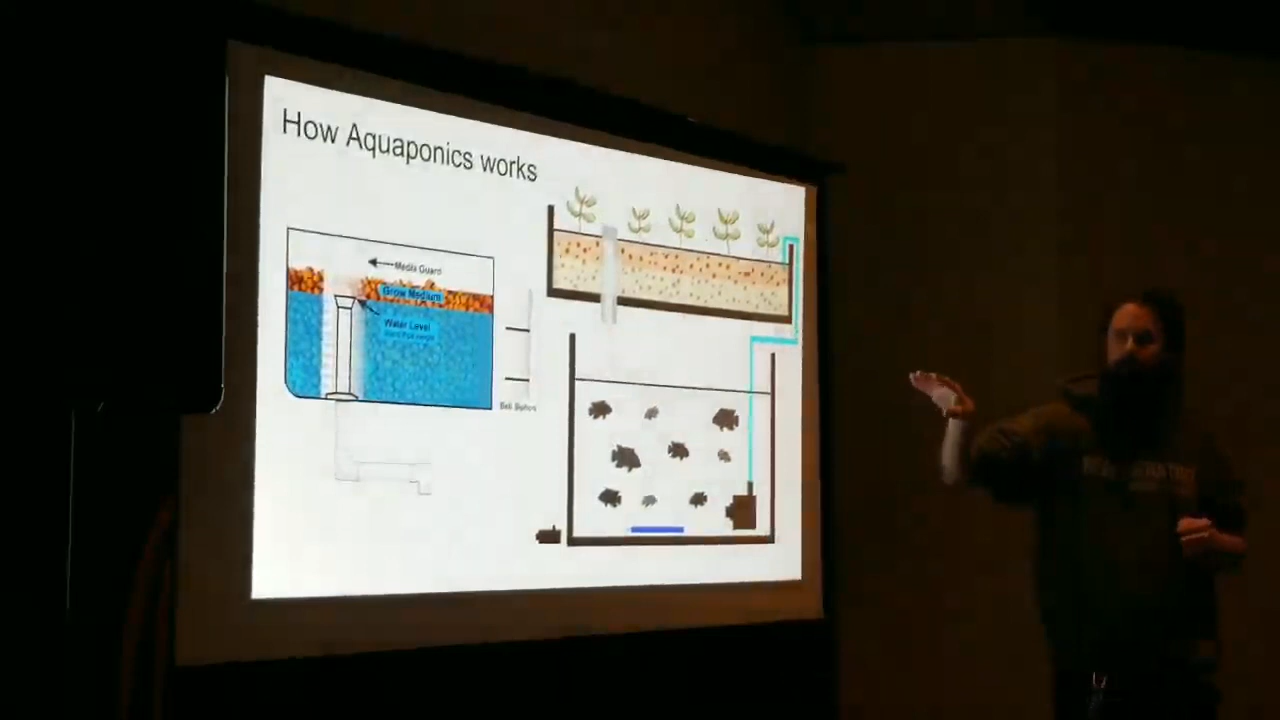 How Aquaponics works
Media Guard
Grow Medium
Water Level
Bell Siphon